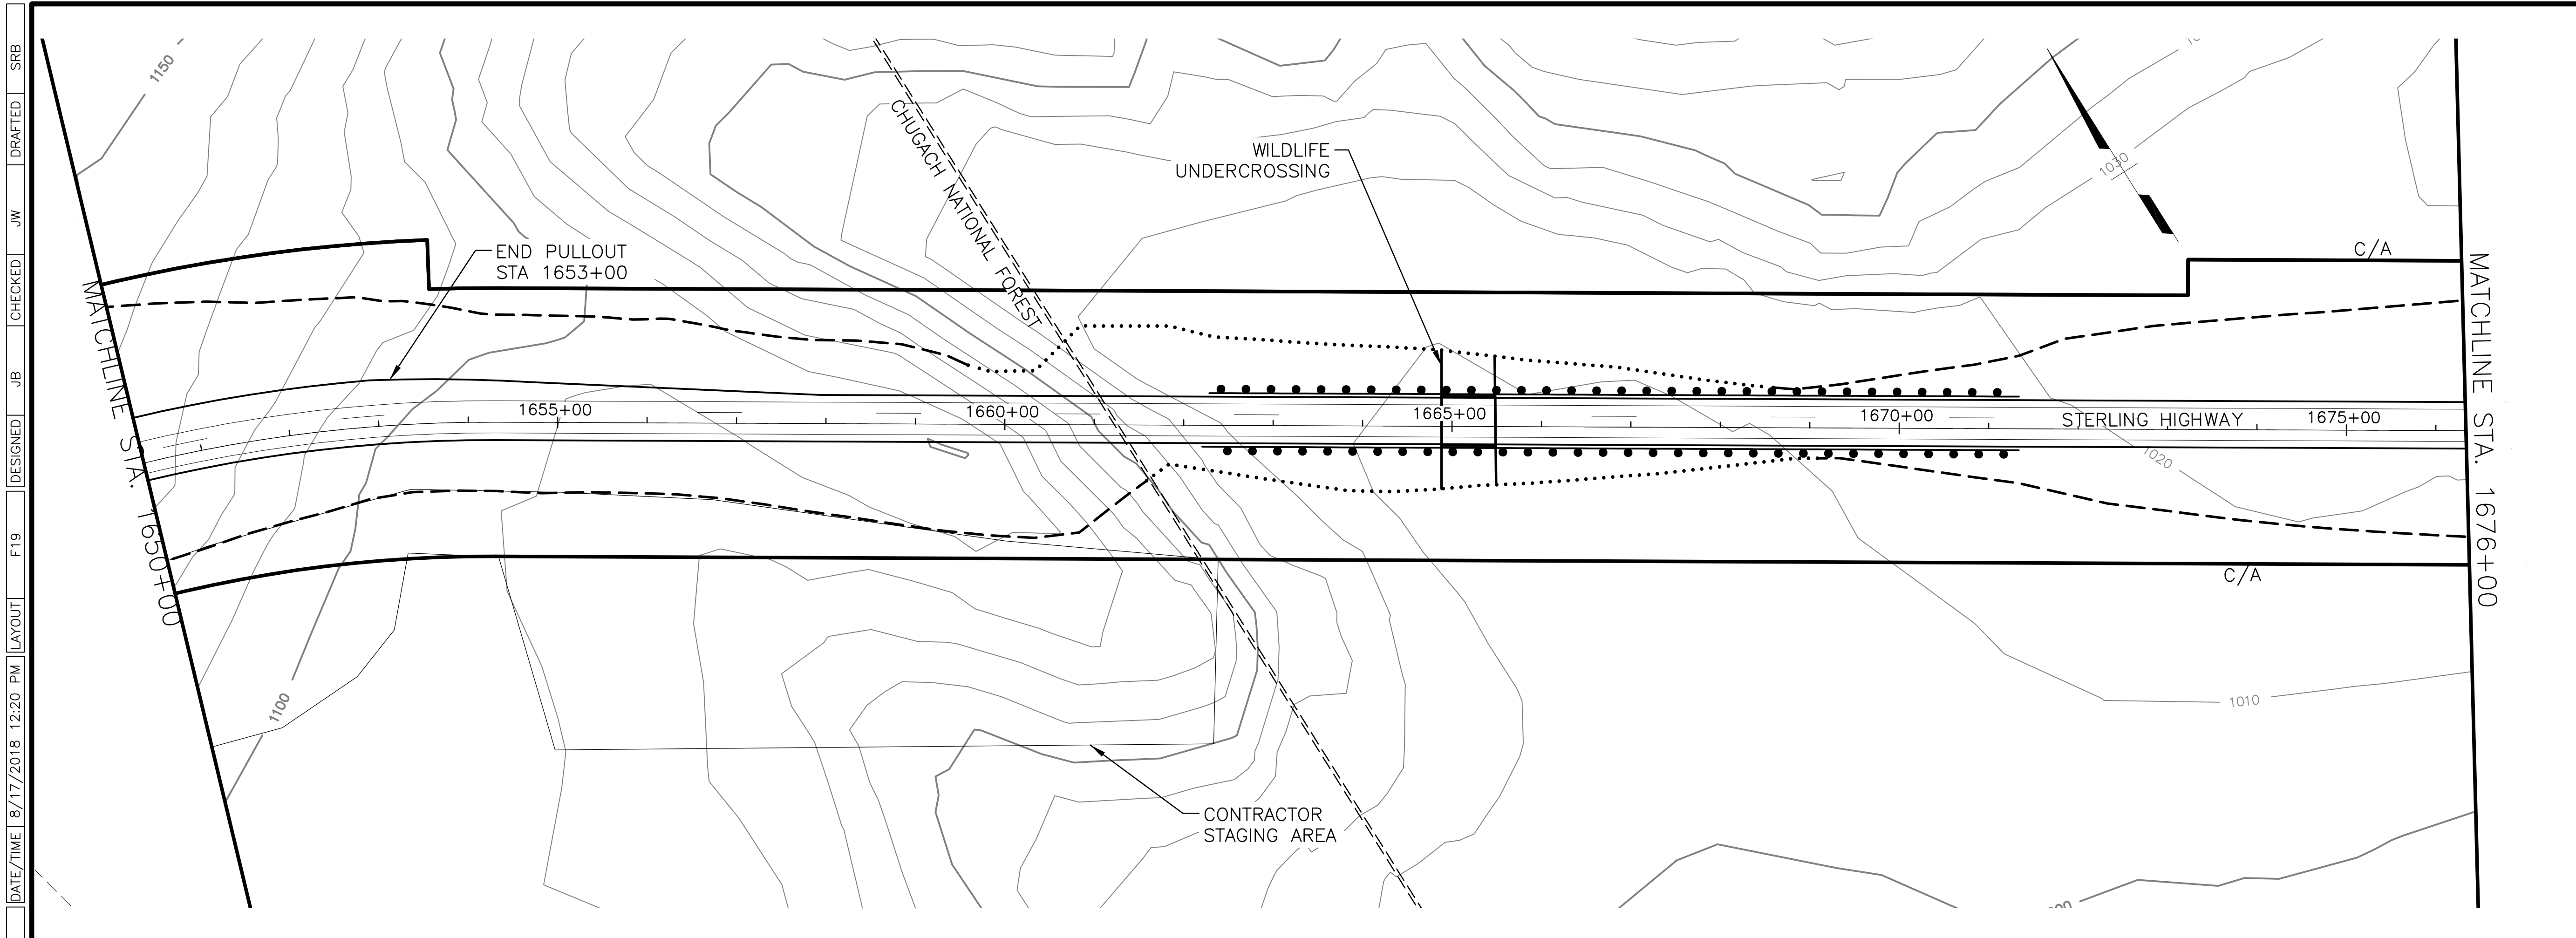 SRB
DRAFTED
JW
CHECKED
JB
DESIGNED
F19
LAYOUT
8/17/2018 12:20 PM
DATE/TIME
1150
CHUGACH NATIONAL FOREST
WILDLIFE
UNDERCROSSING
1030
END PULLOUT
STA 1653+00
C/A
MATCHLINE STA. 1650+00
MATCHLINE STA. 1676+00
1655+00
1660+00
1665+00
1670+00
STERLING HIGHWAY
1675+00
1020
C/A
1100
1010
CONTRACTOR
STAGING AREA